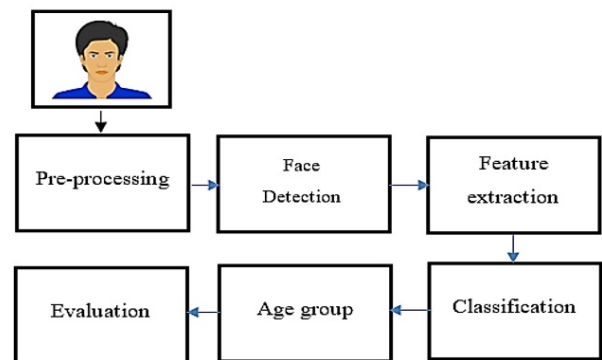 Pre-processing
Face
Detection
Feature
extraction
Classification
Age group
Evaluation